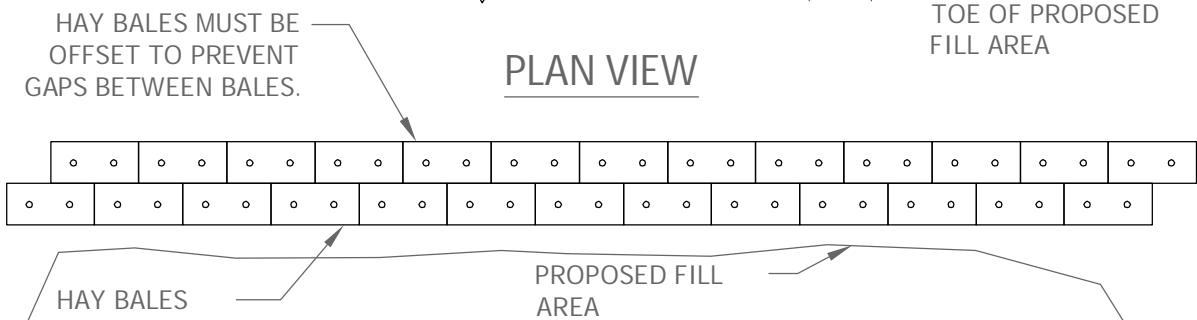 HAY BALES MUST BE
OFFSET TO PREVENT
GAPS BETWEEN BALES.
PLAN VIEW
TOE OF PROPOSED
FILL AREA
HAY BALES
PROPOSED FILL
AREA